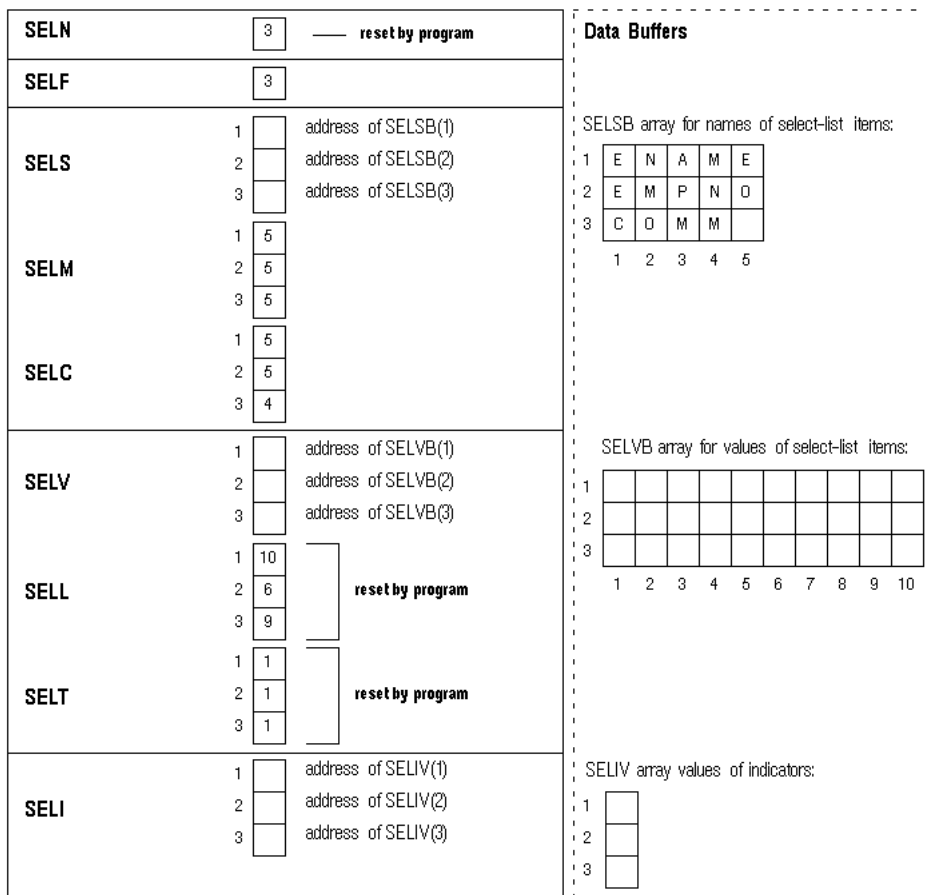 SELN 3 reset by program
SELF 3
SELS
1 address of SELSB(1)
2 address of SELSB(2)
3 address of SELSB(3)
SELM
1 5
2 5
3 5
SELC
1 5
2 5
3 4
SELV
1 address of SELVB(1)
2 address of SELVB(2)
3 address of SELVB(3)
SELL
1 10
2 6 reset by program
3 9
SELT
1 1
2 1 reset by program
3 1
SELI
1 address of SELIV(1)
2 address of SELIV(2)
3 address of SELIV(3)
Data Buffers
SELSB array for names of select-list items:
1 E N A M E
2 E M P N O
3 C O M M
1 2 3 4 5
SELVB array for values of select-list items:
1
2
3
1 2 3 4 5 6 7 8 9 10
SELIV array values of indicators:
1
2
3